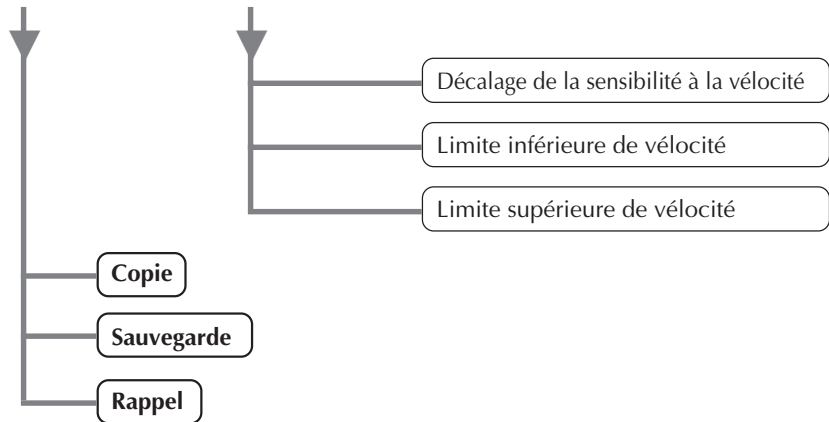 Décalage de la sensibilité à la vélocité
Limite inférieure de vélocité
Limite supérieure de vélocité
Copie
Sauvegarde
Rappel